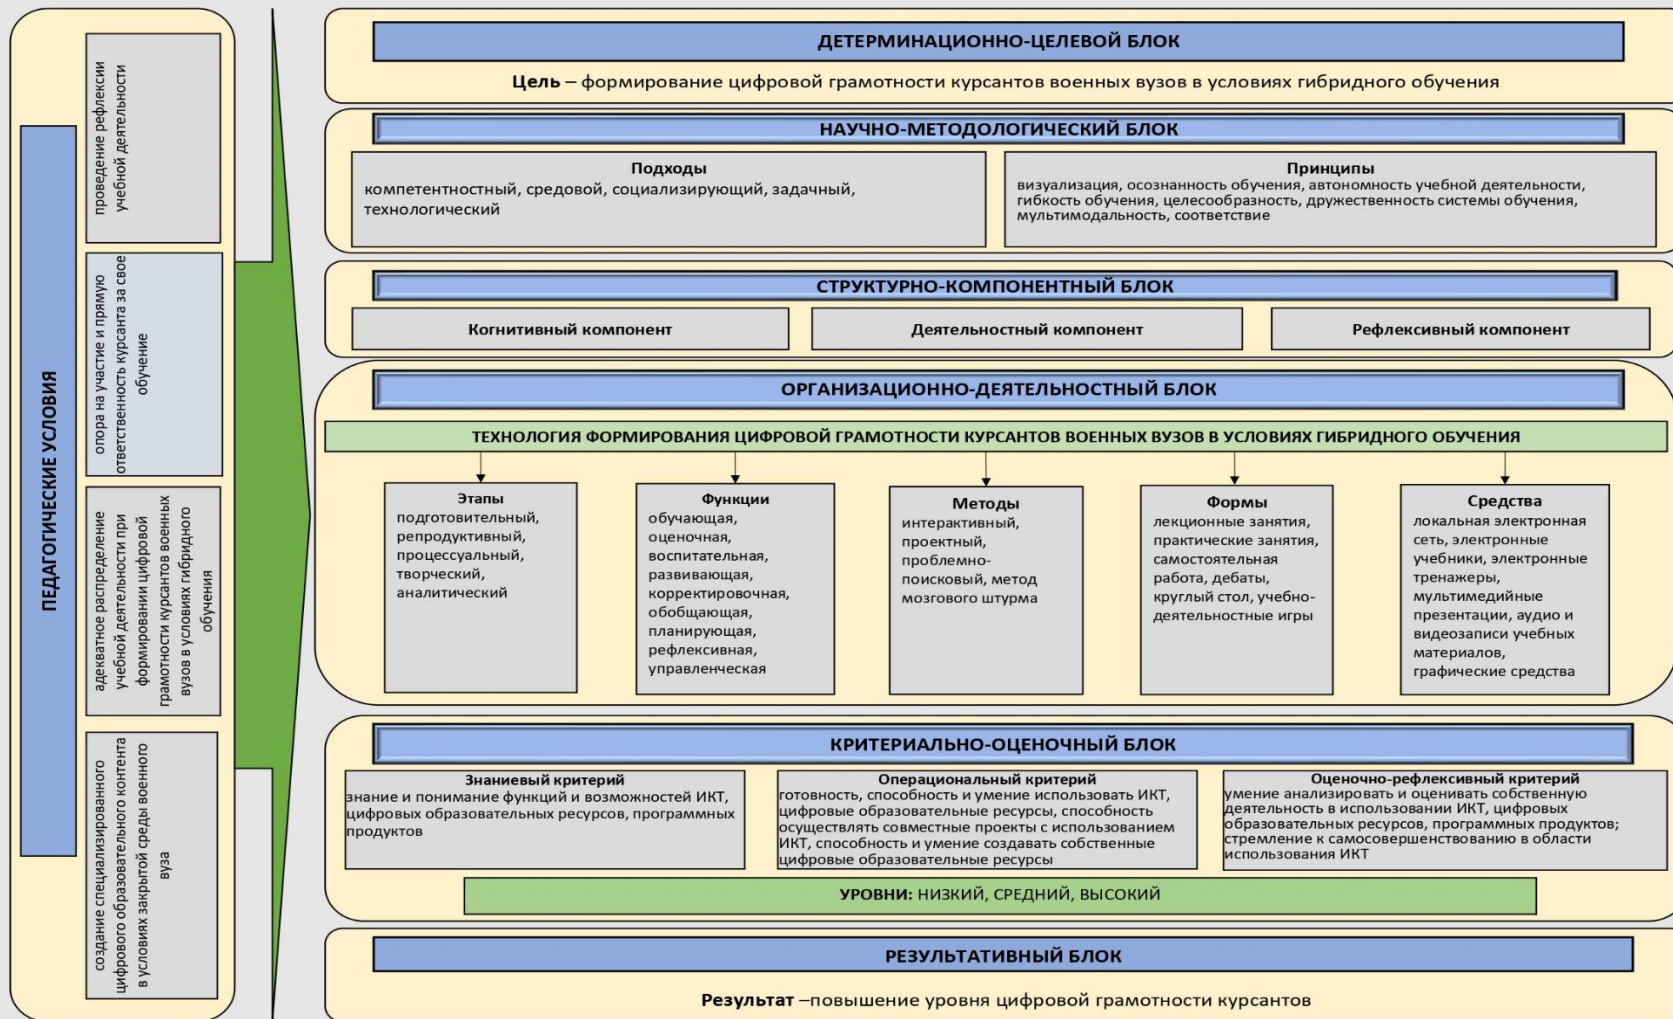 ПЕДАГОГИЧЕСКИЕ УСЛОВИЯ
проведение рефлексии
учебной деятельности
опора на участие и прямую
ответственность курсанта за свое
обучение
адекватное распределение
учебной деятельности при
формировании цифровой
грамотности курсантов военных
вузов в условиях гибридного
обучения
создание специализированного
цифрового образовательного контента
в условиях закрытой среды военного
вуза
ДЕТЕРМИНАЦИОННО-ЦЕЛЕВОЙ БЛОК
Цель – формирование цифровой грамотности курсантов военных вузов в условиях гибридного обучения
НАУЧНО-МЕТОДОЛОГИЧЕСКИЙ БЛОК
Подходы
компетентностный, средовой, социализирующий, задачный,
технологический
Принципы
визуализация, осознанность обучения, автономность учебной деятельности,
гибкость обучения, целесообразность, дружественность системы обучения,
мультимодальность, соответствие
СТРУКТУРНО-КОМПОНЕНТНЫЙ БЛОК
Когнитивный компонент
Деятельностный компонент
Рефлексивный компонент
ОРГАНИЗАЦИОННО-ДЕЯТЕЛЬНОСТНЫЙ БЛОК
ТЕХНОЛОГИЯ ФОРМИРОВАНИЯ ЦИФРОВОЙ ГРАМОТНОСТИ КУРСАНТОВ ВОЕННЫХ ВУЗОВ В УСЛОВИЯХ ГИБРИДНОГО ОБУЧЕНИЯ
Этапы
подготовительный,
репродуктивный,
процессуальный,
творческий,
аналитический
Функции
обучающая,
оценочная,
воспитательная,
развивающая,
корректировочная,
обобщающая,
планирующая,
рефлексивная,
управленческая
Методы
интерактивный,
проектный,
проблемно-
поисковый, метод
мозгового штурма
Формы
лекционные занятия,
практические занятия,
самостоятельная
работа, дебаты,
круглый стол, учебно-
деятельностные игры
Средства
локальная электронная
сеть, электронные
учебники, электронные
тренажеры,
мультимедийные
презентации, аудио и
видеозаписи учебных
материалов,
графические средства
КРИТЕРИАЛЬНО-ОЦЕНОЧНЫЙ БЛОК
Знаниевый критерий
знание и понимание функций и возможностей ИКТ,
цифровых образовательных ресурсов, программных
продуктов
Операциональный критерий
готовность, способность и умение использовать ИКТ,
цифровые образовательные ресурсы, способность
осуществлять совместные проекты с использованием
ИКТ, способность и умение создавать собственные
цифровые образовательные ресурсы
Оценочно-рефлексивный критерий
умение анализировать и оценивать собственную
деятельность в использовании ИКТ, цифровых
образовательных ресурсов, программных продуктов;
стремление к самосовершенствованию в области
использования ИКТ
УРОВНИ: НИЗКИЙ, СРЕДНИЙ, ВЫСОКИЙ
РЕЗУЛЬТАТИВНЫЙ БЛОК
Результат –повышение уровня цифровой грамотности курсантов